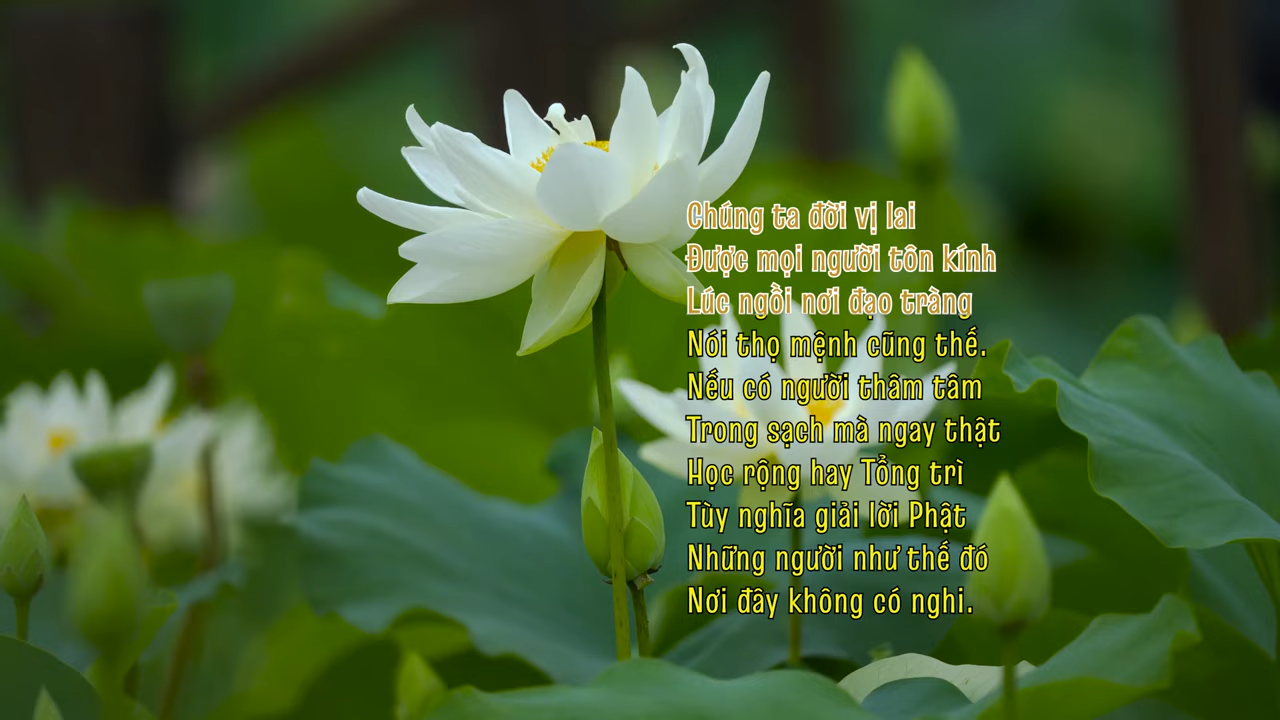 Chúng ta đời vị lai
Được mọi người tôn kính
Lúc ngồi nơi đạo tràng
Nói thọ mệnh cũng thế.
Nếu có người thâm tâm
Trong sạch mà ngay thật
Học rộng hay Tổng trì
Tùy nghĩa giải lời Phật
Những người như thế đó
Nơi đây không có nghi.